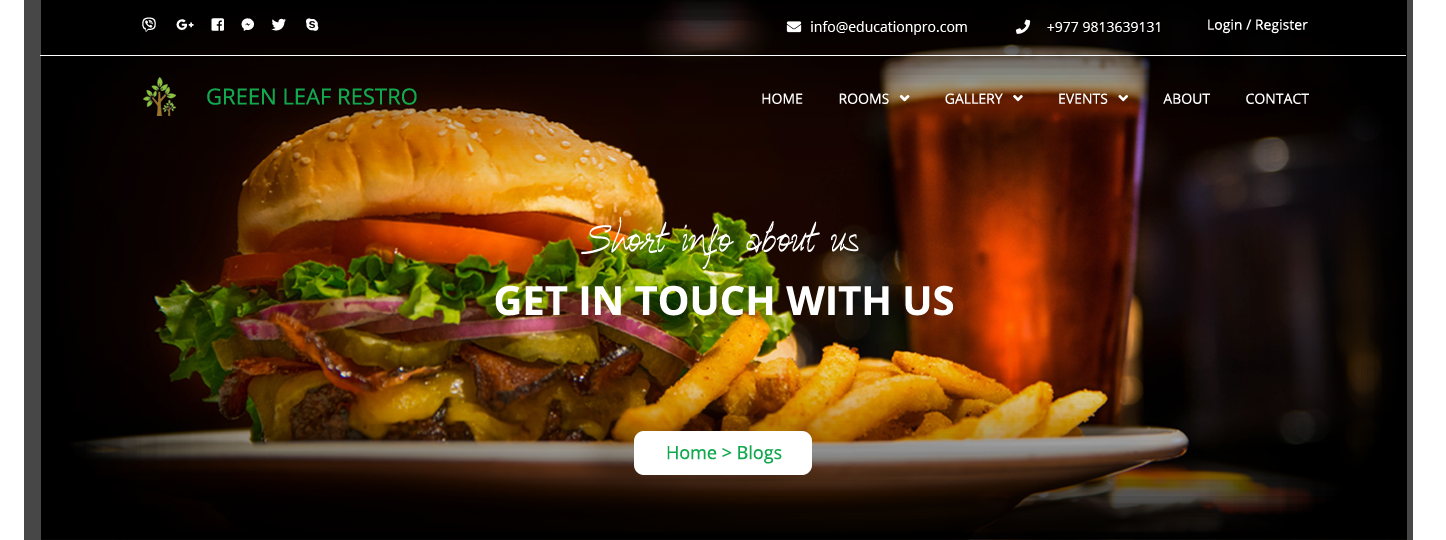 info@educationpro.com +977 9813639131 Login / Register
GREEN LEAF RESTRO
HOME ROOMS GALLERY EVENTS ABOUT CONTACT
Short info about us
GET IN TOUCH WITH US
Home > Blogs